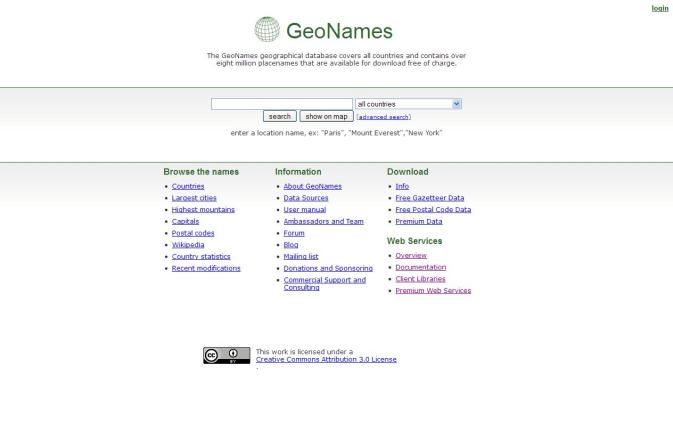 login
GeoNames
The GeoNames geographical database covers all countries and contains over
eight million placenames that are available for download free of charge.
all countries
search show on map [advanced search]
enter a location name, ex: "Paris", "Mount Everest","New York"
Browse the names
• Countries
• Largest cities
• Highest mountains
• Capitals
• Postal codes
• Wikipedia
• Country statistics
• Recent modifications
Information
• About GeoNames
• Data Sources
• User manual
• Ambassadors and Team
• Forum
• Blog
• Mailing list
• Donations and Sponsoring
• Commercial Support and
Consulting
Download
• Info
• Free Gazetteer Data
• Free Postal Code Data
• Premium Data
Web Services
• Overview
• Documentation
• Client Libraries
• Premium Web Services
cc BY
This work is licensed under a
Creative Commons Attribution 3.0 License
.